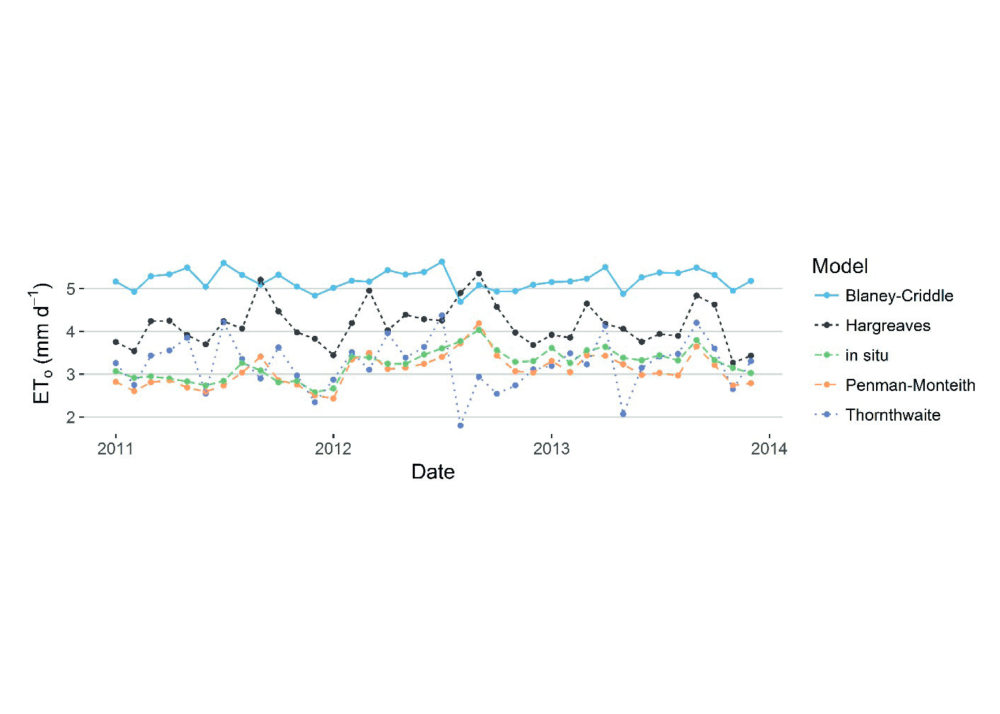 ETo (mm d−1)
5
4
3
2
2011 2012 2013 2014
Date
Model
Blaney-Criddle
Hargreaves
in situ
Penman-Monteith
Thornthwaite